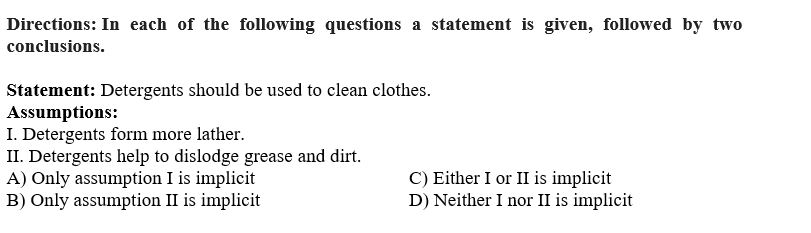 Directions: In each of the following questions a statement is given, followed by two
conclusions.
Statement: Detergents should be used to clean clothes.
Assumptions:
I. Detergents form more lather.
II. Detergents help to dislodge grease and dirt.
A) Only assumption I is implicit C) Either I or II is implicit
B) Only assumption II is implicit D) Neither I nor II is implicit